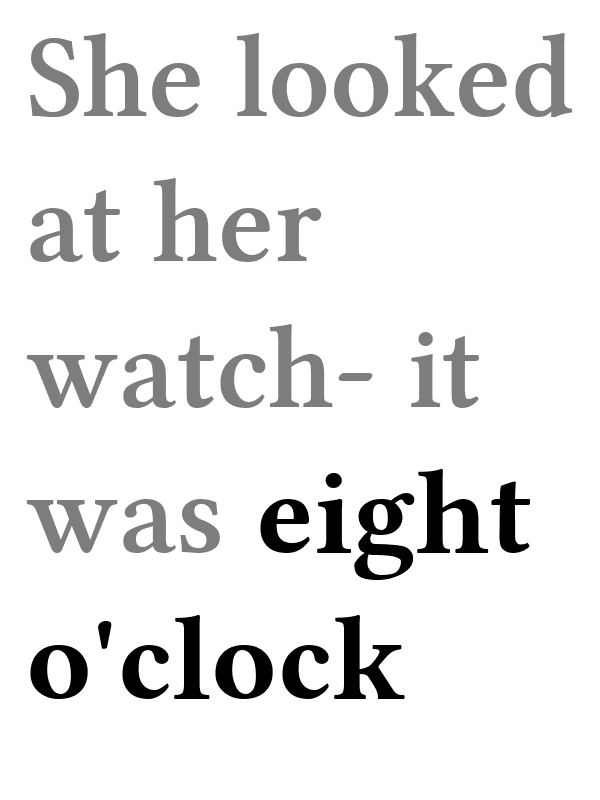 She looked
at her
watch- it
was eight
o'clock